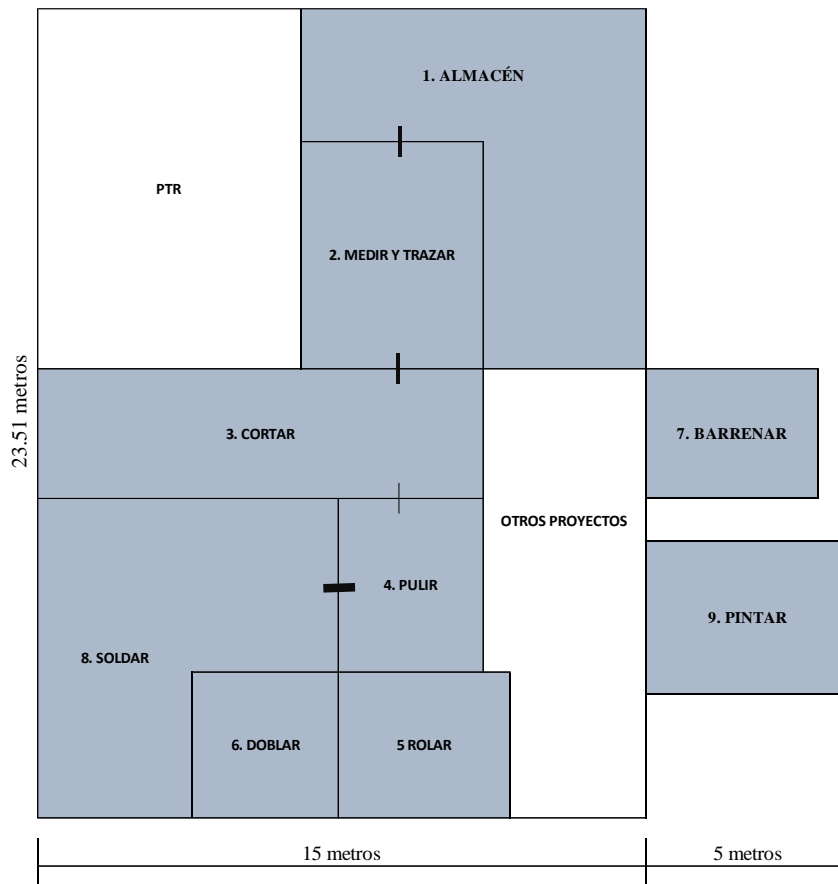 1. ALMACÉN
PTR
2. MEDIR Y TRAZAR
23.51 metros
3. CORTAR
7. BARRENAR
OTROS PROYECTOS
4. PULIR
9. PINTAR
8. SOLDAR
6. DOBLAR
5 ROLAR
15 metros
5 metros